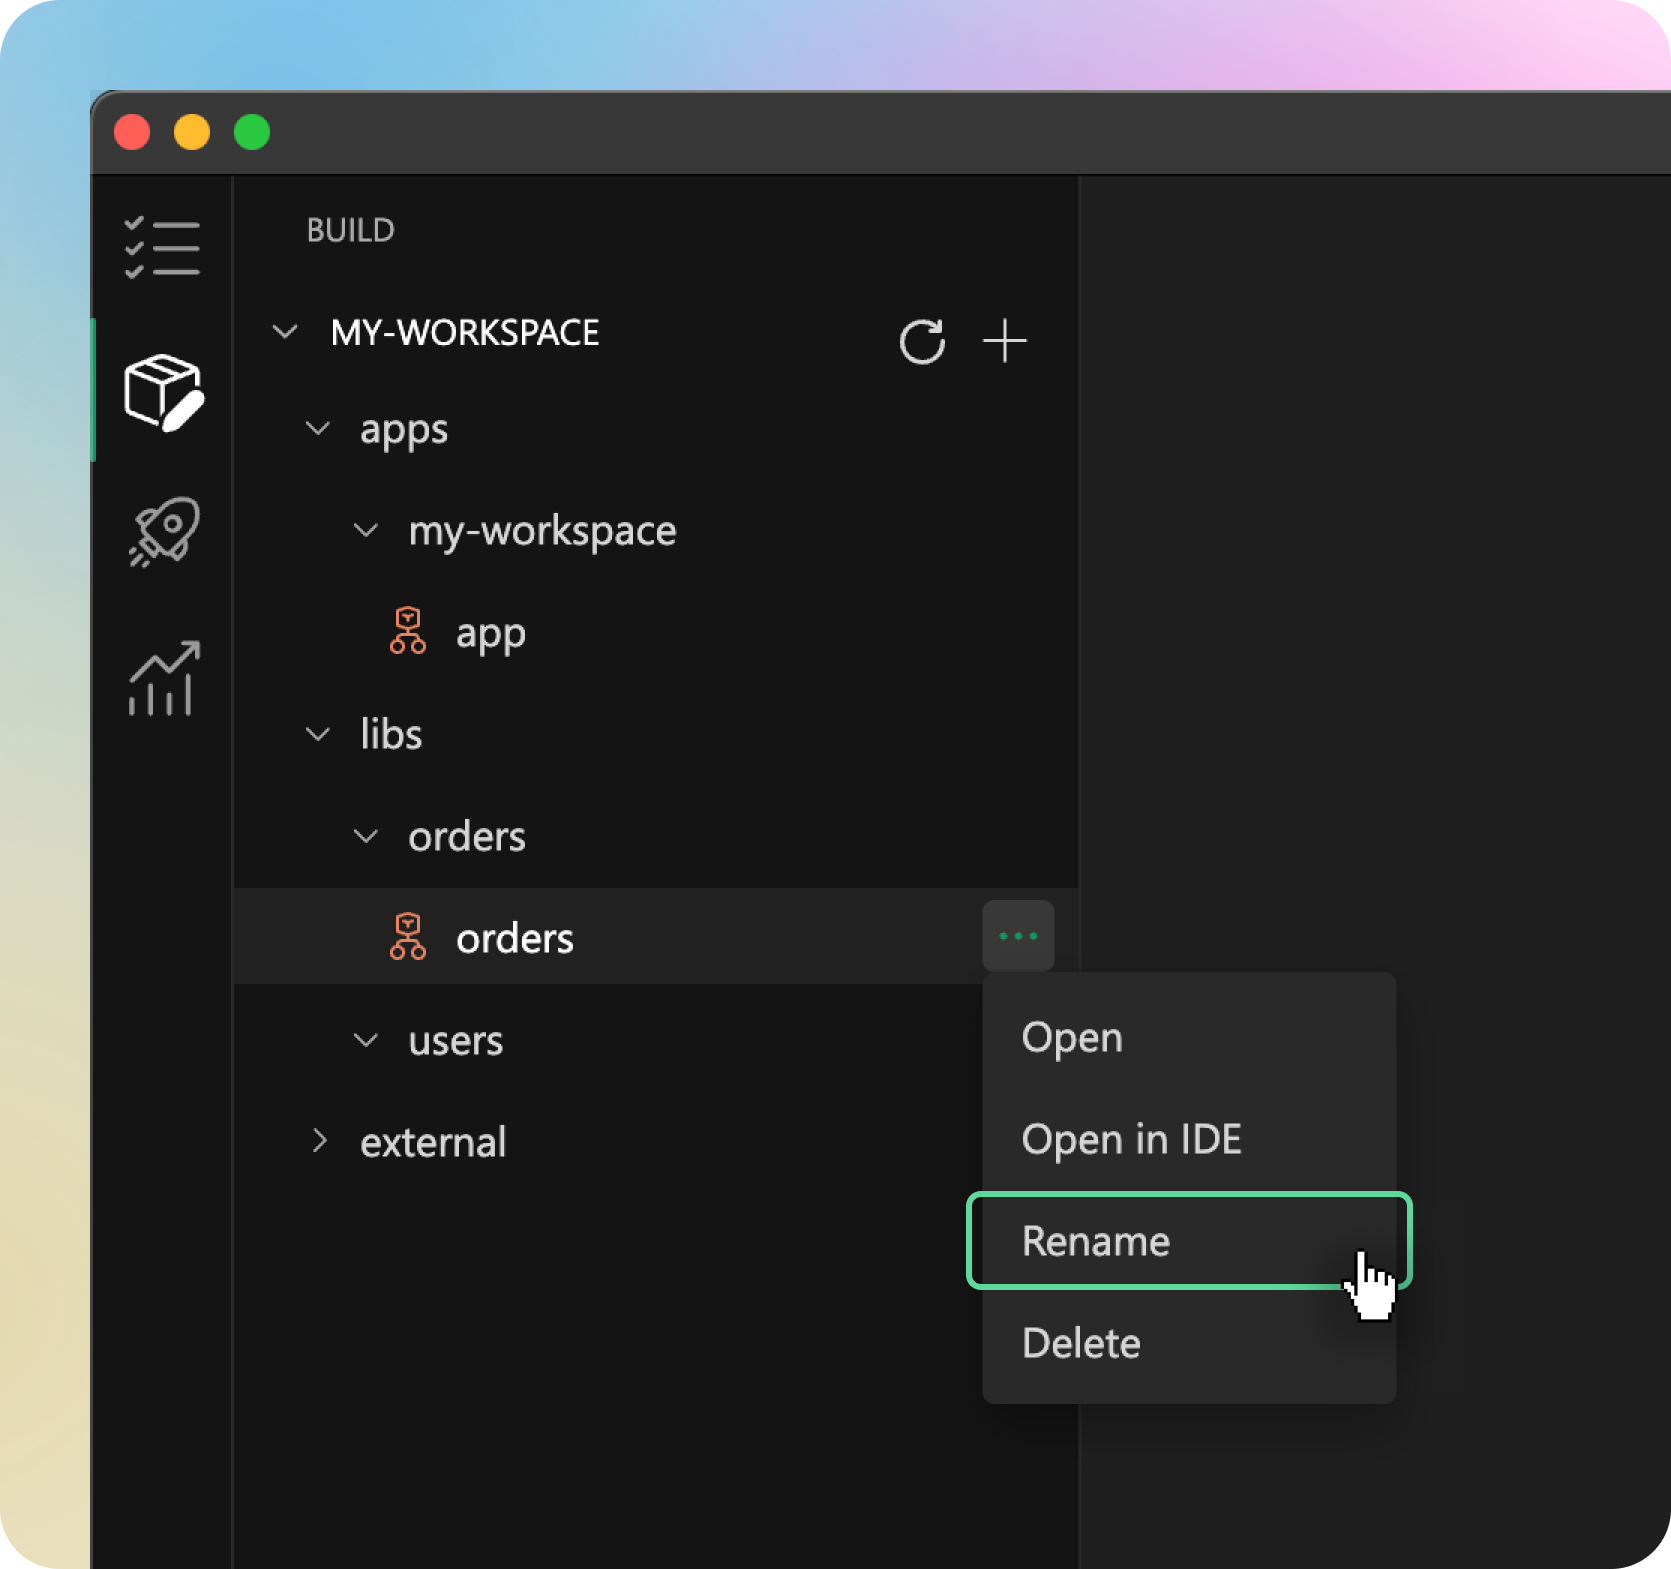 BUILD
MY-WORKSPACE
apps
my-workspace
app
libs
orders
orders
users
external
Open
Open in IDE
Rename
Delete